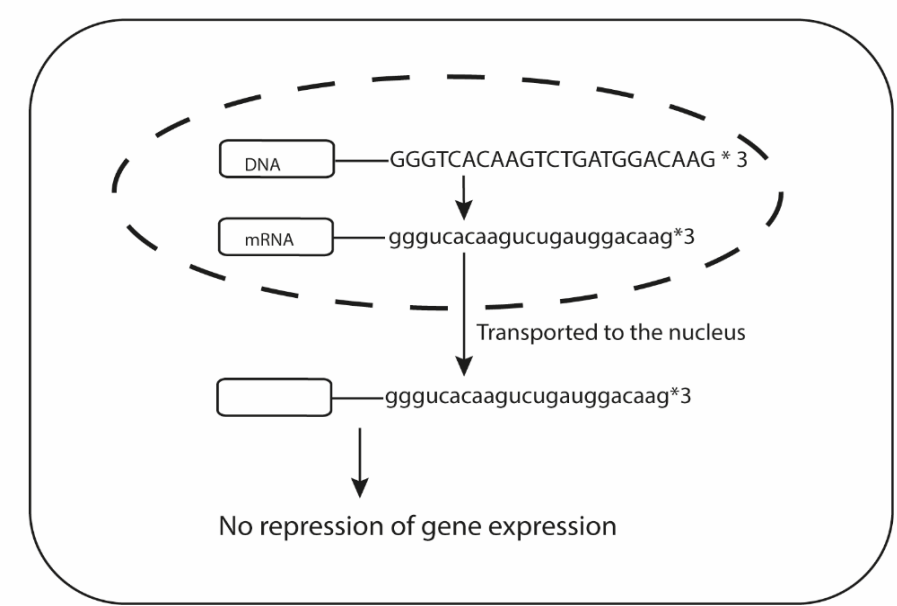 DNA
GGGTCACAAGTCTGATGGACAAG * 3
mRNA
gggucacaagucugauggacaag*3
Transported to the nucleus
gggucacaagucugauggacaag*3
No repression of gene expression